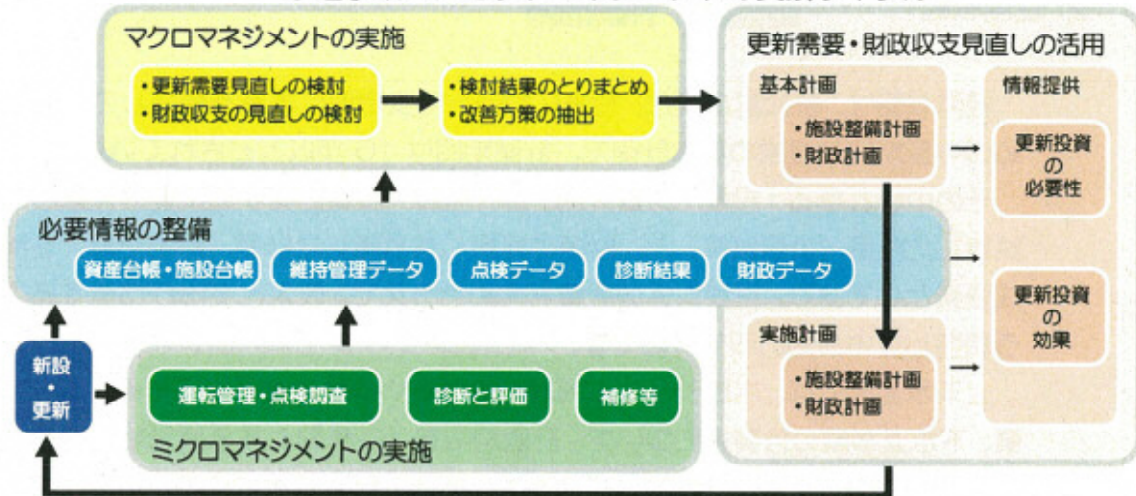 マクロマネジメントの実施
・更新需要見直しの検討
・財政収支の見直しの検討
・検討結果のとりまとめ
・改善方策の抽出
更新需要・財政収支見直しの活用
基本計画
・施設整備計画
・財政計画
情報提供
更新投資
の
必要性
必要情報の整備
資産台帳・施設台帳
維持管理データ
点検データ
診断結果
財政データ
更新投資
の
効果
実施計画
・施設整備計画
・財政計画
新設
・
更新
運転管理・点検調査
診断と評価
補修等
ミクロマネジメントの実施